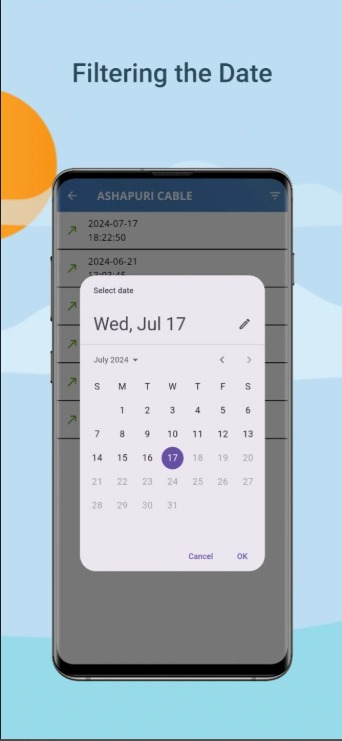 Filtering the Date
ASHAPURI CABLE
2024-07-17
18:22:50
2024-06-21
Select date
Wed, Jul 17
July 2024
S M T W T F S
1 2 3 4 5 6
7 8 9 10 11 12 13
14 15 16 17 18 19 20
21 22 23 24 25 26 27
28 29 30 31
Cancel OK